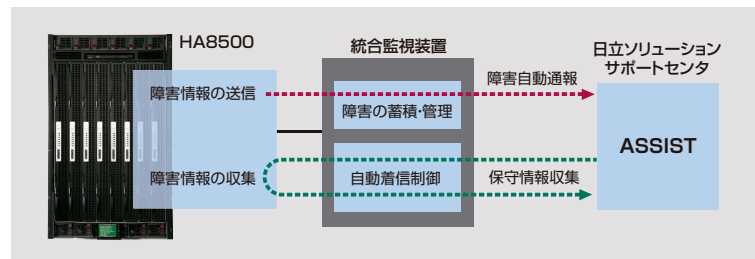 HA8500
統合監視装置
日立ソリューション
サポートセンタ
障害情報の送信
障害自動通報
障害の蓄積・管理
ASSIST
障害情報の収集
自動着信制御
保守情報収集